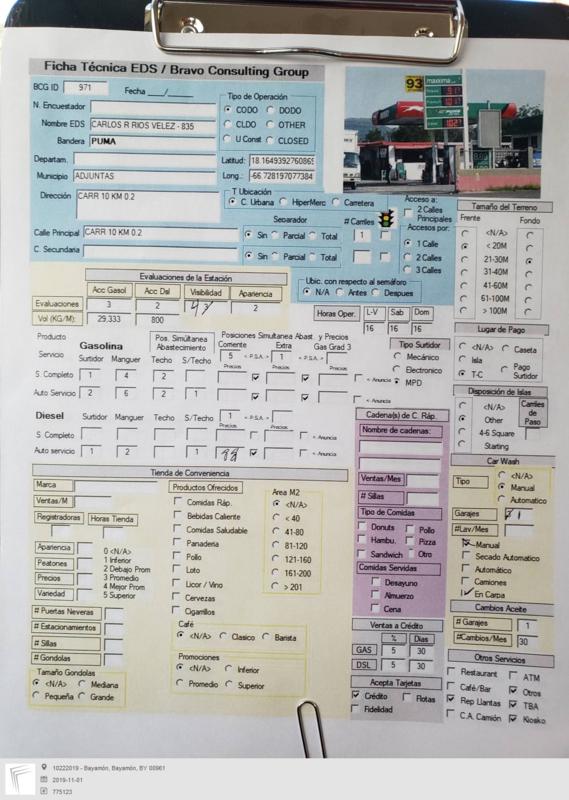 Ficha Técnica EDS / Bravo Consulting Group
BCG ID 971 Fecha __/__/__
N. Encuestador
Nombre EDS CARLOS R RIOS VELEZ - 835
Bandera PUMA
Tipo de Operación
CODO DODO
CLDO OTHER
U Const CLOSED
93
Departam.
Municipio ADJUNTAS
Latitud: 18.1649392760869
Long.: -66.728197077384
Dirección CARR 10 KM 0.2
T Ubicación
C. Urbana HiperMerc Carretera
Separador # Carriles
Calle Principal CARR 10 KM 0.2 Sin Parcial Total 1
C. Secundaria Sin Parcial Total
Acceso a:
2 Calles Principales
Accesos por:
1 Calle
2 Calles
3 Calles
Tamaño del Terreno
Frente Fondo
<N/A>
< 20M
21-30M
31-40M
41-60M
61-100M
> 100M
Evaluaciones de la Estación
Acc Gasol Acc Dsl Visibilidad Apariencia
Evaluaciones 3 2 2
Vol (KG/M): 29,333 800
Ubic. con respecto al semáforo
N/A Antes Despues
Horas Oper. L-V Sab Dom
16 16 16
Lugar de Pago
<N/A> Caseta
Isla
T-C Pago Surtidor
Producto Gasolina Pos. Simúltanea Abastecimiento Posiciones Simultanea Abast. y Precios
Corriente Extra Gas Grad 3
5 < P.S.A. > 1 < P.S.A. >
Servicio Surtidor Manguer Techo S/Techo Precios Precios Precios
S. Completo 1 4 2 < Anuncia
Auto Servicio 2 6 2 1 < Anuncia
Tipo Surtidor
Mecánico
Electronico
MPD
Disposición de Islas
<N/A>
Other
4-6 Square
Starting
Carriles de Paso
Diesel Surtidor Manguer Techo S/Techo 1 < P.S.A. >
Precios Precios
S. Completo < Anuncia
Auto servicio 1 2 1 < Anuncia
Cadena(s) de C. Ráp.
Nombre de cadenas:
Ventas/Mes
# Sillas
Tipo de Comidas
Donuts Pollo
Hambu. Pizza
Sandwich Otro
Comidas Servidas
Desayuno
Almuerzo
Cena
Car Wash
Tipo <N/A>
Manual
Automatico
Garajes
#Lav/Mes
Manual
Secado Automatico
Automático
Camiones
En Carpa
Cambios Aceite
# Garajes 1
#Cambios/Mes 30
Tienda de Conveniencia
Marca
Ventas/M
Registradoras Horas Tienda
Apariencia
Peatones
Precios
Variedad
0 <N/A>
1 Inferior
2 Debajo Prom
3 Promedio
4 Mejor Prom
5 Superior
# Puertas Neveras
# Estacionamientos
# Sillas
# Gondolas
Tamaño Gondolas
<N/A> Mediana
Pequeña Grande
Productos Ofrecidos
Comidas Ráp.
Bebidas Caliente
Comidas Saludable
Panaderia
Pollo
Loto
Licor / Vino
Cervezas
Cigarrillos
Area M2
<N/A>
< 40
41-80
81-120
121-160
161-200
> 201
Café
<N/A> Clasico Barista
Promociones
<N/A> Inferior
Promedio Superior
Ventas a Crédito
% Dias
GAS 5 30
DSL 5 30
Acepta Tarjetas
Crédito Flotas
Fidelidad
Otros Servicios
Restaurant ATM
Café/Bar Otros
Rep Llantas TBA
C.A. Camión Kiosko
10222019 - Bayamón, Bayamón, BY 00961
2019-11-01
775123